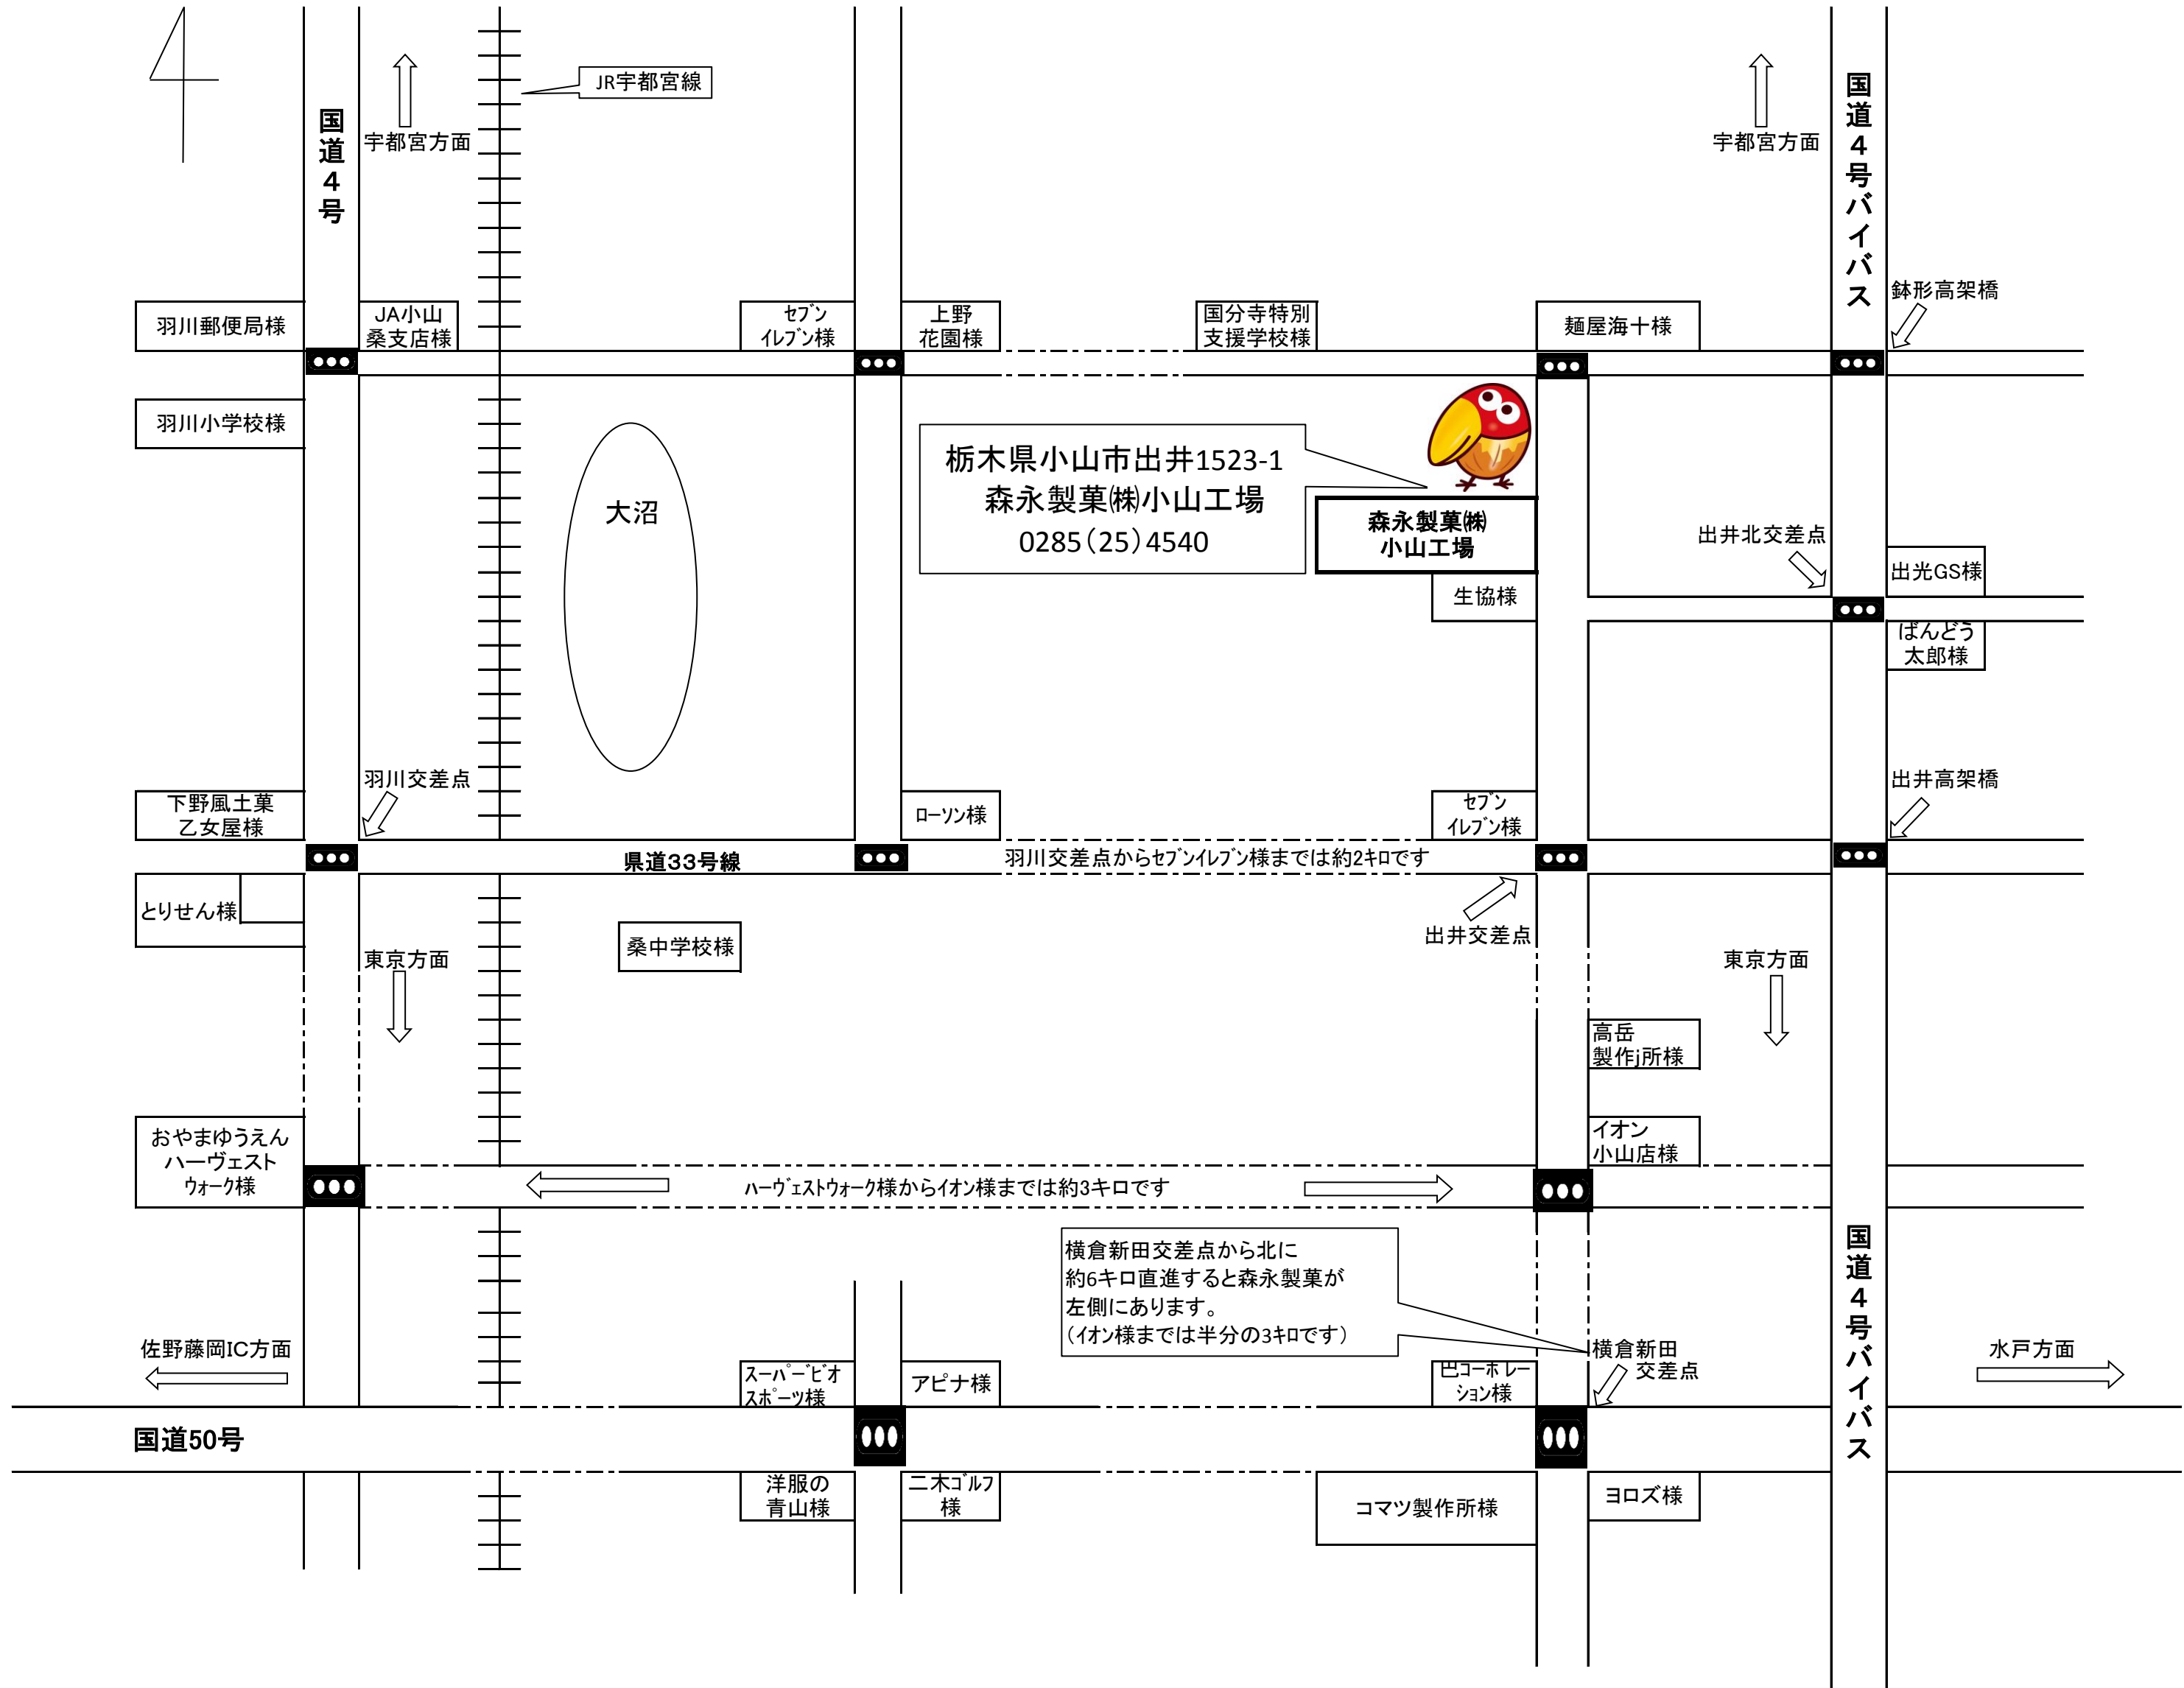 JR宇都宮線
国道4号
宇都宮方面
宇都宮方面
国道4号バイパス
鉢形高架橋
羽川郵便局様
JA小山
桑支店様
ｾﾌﾞﾝ
ｲﾚﾌﾞﾝ様
上野
花園様
国分寺特別
支援学校様
麺屋海十様
羽川小学校様
大沼
栃木県小山市出井1523-1
森永製菓㈱小山工場
0285（25）4540
森永製菓㈱
小山工場
生協様
出井北交差点
出光GS様
ばんどう
太郎様
羽川交差点
出井高架橋
下野風土菓
乙女屋様
ﾛｰｿﾝ様
ｾﾌﾞﾝ
ｲﾚﾌﾞﾝ様
県道33号線
羽川交差点からｾﾌﾞﾝｲﾚﾌﾞﾝ様までは約2ｷﾛです
とりせん様
桑中学校様
出井交差点
東京方面
東京方面
高岳
製作j所様
イオン
小山店様
おやまゆうえん
ハーヴェスト
ｳｫｰｸ様
ﾊｰｳﾞｪｽﾄｳｫｰｸ様からｲｵﾝ様までは約3キロです
横倉新田交差点から北に
約6キロ直進すると森永製菓が
左側にあります。
（ｲｵﾝ様までは半分の3ｷﾛです）
国道4号バイパス
佐野藤岡IC方面
横倉新田
交差点
水戸方面
ｽｰﾊﾟｰﾋﾞﾊﾞｵ
ｽﾎﾟｰﾂ様
アピナ様
巴ｺｰﾎﾟﾚｰ
ｼｮﾝ様
国道50号
洋服の
青山様
二木ｺﾞﾙﾌ
様
コマツ製作所様
ヨロズ様